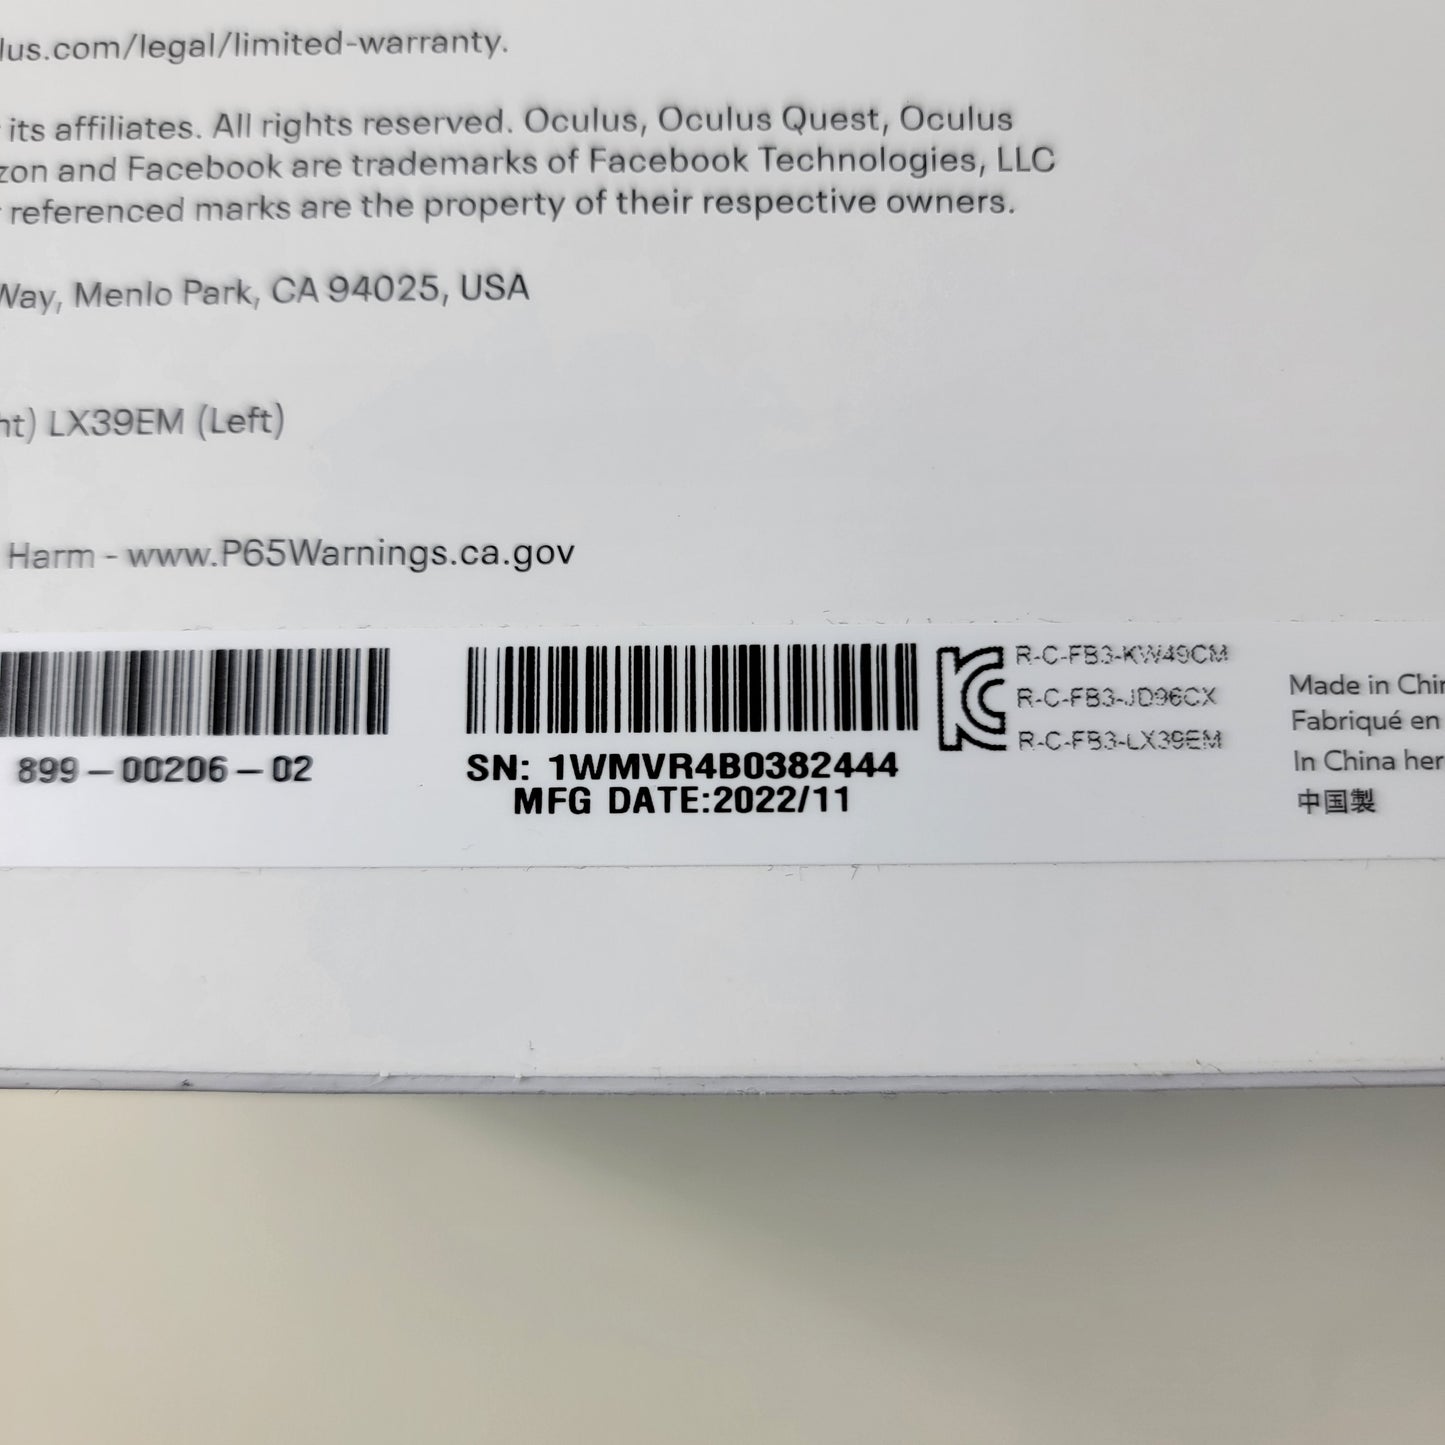 lus.com/legal/limited-warranty.
its affiliates. All rights reserved. Oculus, Oculus Quest, Oculus
zon and Facebook are trademarks of Facebook Technologies, LLC
referenced marks are the property of their respective owners.
Way, Menlo Park, CA 94025, USA
ht) LX39EM (Left)
Harm - www.P65Warnings.ca.gov
899-00206-02
SN: 1WMVR4B0382444
MFG DATE:2022/11
R-C-FB3-KW49CM
R-C-FB3-JD96CX
R-C-FB3-LX39EM
Made in Chin
Fabriqué en
In China her
中国製